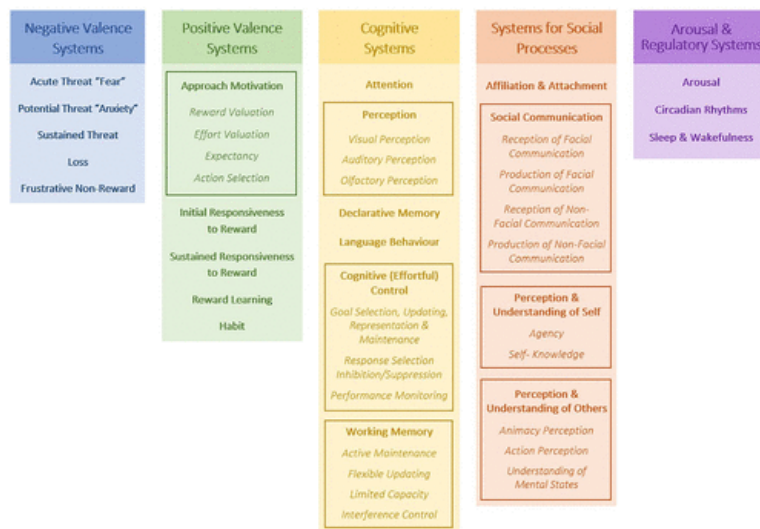 Negative Valence
Systems
Acute Threat "Fear"
Potential Threat "Anxiety"
Sustained Threat
Loss
Frustrative Non-Reward
Positive Valence
Systems
Approach Motivation
Reward Valuation
Effort Valuation
Expectancy
Action Selection
Initial Responsiveness
to Reward
Sustained Responsiveness
to Reward
Reward Learning
Habit
Cognitive
Systems
Attention
Perception
Visual Perception
Auditory Perception
Olfactory Perception
Declarative Memory
Language Behaviour
Cognitive (Effortful)
Control
Goal Selection, Updating,
Representation &
Maintenance
Response Selection
Inhibition/Suppression
Performance Monitoring
Working Memory
Active Maintenance
Flexible Updating
Limited Capacity
Interference Control
Systems for Social
Processes
Affiliation & Attachment
Social Communication
Reception of Facial
Communication
Production of Facial
Communication
Reception of Non-
Facial Communication
Production of Non-Facial
Communication
Perception &
Understanding of Self
Agency
Self- Knowledge
Perception &
Understanding of Others
Animacy Perception
Action Perception
Understanding of
Mental States
Arousal &
Regulatory Systems
Arousal
Circadian Rhythms
Sleep & Wakefulness